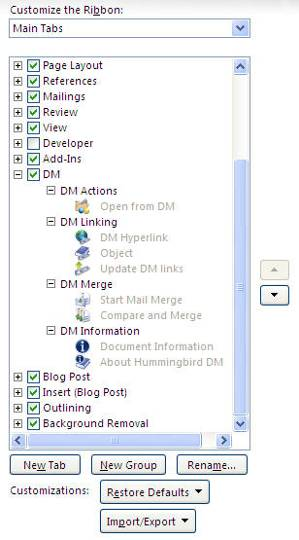 Customize the Ribbon:
Main Tabs
Page Layout
References
Mailings
Review
View
Developer
Add-Ins
DM
DM Actions
Open from DM
DM Linking
DM Hyperlink
Object
Update DM links
DM Merge
Start Mail Merge
Compare and Merge
DM Information
Document Information
About Hummingbird DM
Blog Post
Insert (Blog Post)
Outlining
Background Removal
New Tab New Group Rename...
Customizations: Restore Defaults
Import/Export